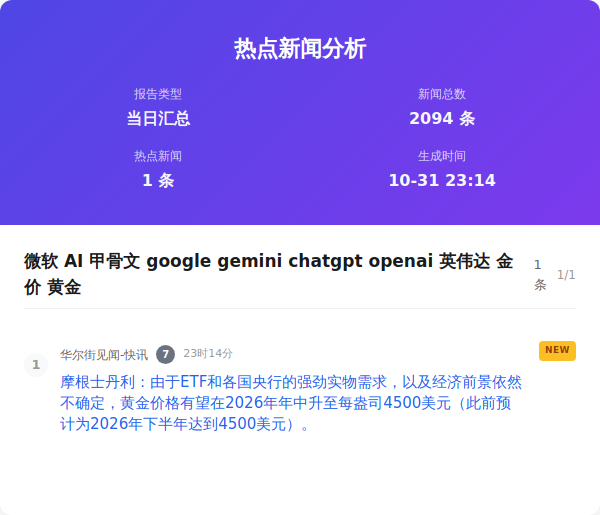 热点新闻分析
报告类型
当日汇总
新闻总数
2094 条
热点新闻
1 条
生成时间
10-31 23:14
微软 AI 甲骨文 google gemini chatgpt openai 英伟达 金
价 黄金
1
条
1/1
1
华尔街见闻-快讯 7 23时14分
NEW
摩根士丹利：由于ETF和各国央行的强劲实物需求，以及经济前景依然
不确定，黄金价格有望在2026年年中升至每盎司4500美元（此前预
计为2026年下半年达到4500美元）。